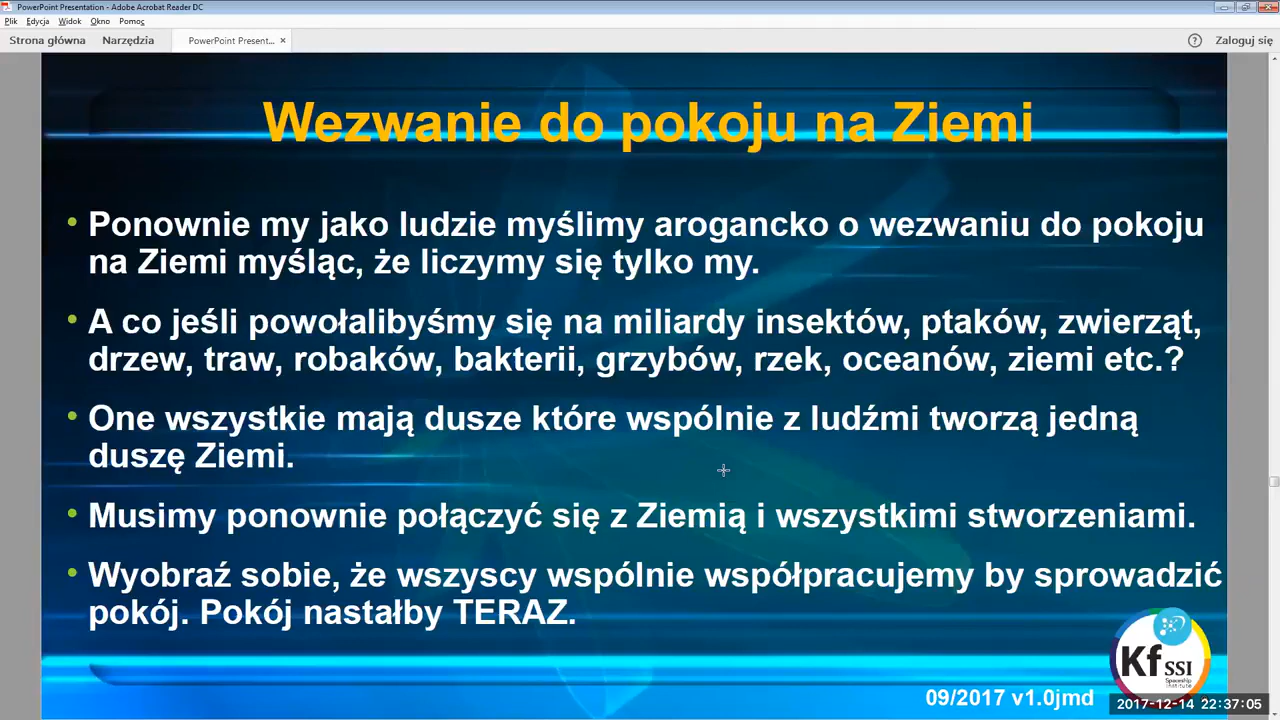 PowerPoint Presentation - Adobe Acrobat Reader DC
Plik Edycja Widok Okno Pomoc
Strona główna Narzędzia PowerPoint Present... × ? Zaloguj się
Wezwanie do pokoju na Ziemi
• Ponownie my jako ludzie myślimy arogancko o wezwaniu do pokoju
na Ziemi myśląc, że liczymy się tylko my.
• A co jeśli powołalibyśmy się na miliardy insektów, ptaków, zwierząt,
drzew, traw, robaków, bakterii, grzybów, rzek, oceanów, ziemi etc.?
• One wszystkie mają dusze które wspólnie z ludźmi tworzą jedną
duszę Ziemi.
• Musimy ponownie połączyć się z Ziemią i wszystkimi stworzeniami.
• Wyobraź sobie, że wszyscy wspólnie współpracujemy by sprowadzić
pokój. Pokój nastałby TERAZ.
Kf SSI
Spaceship
Institute
09/2017 v1.0jmd
2017-12-14 22:37:05